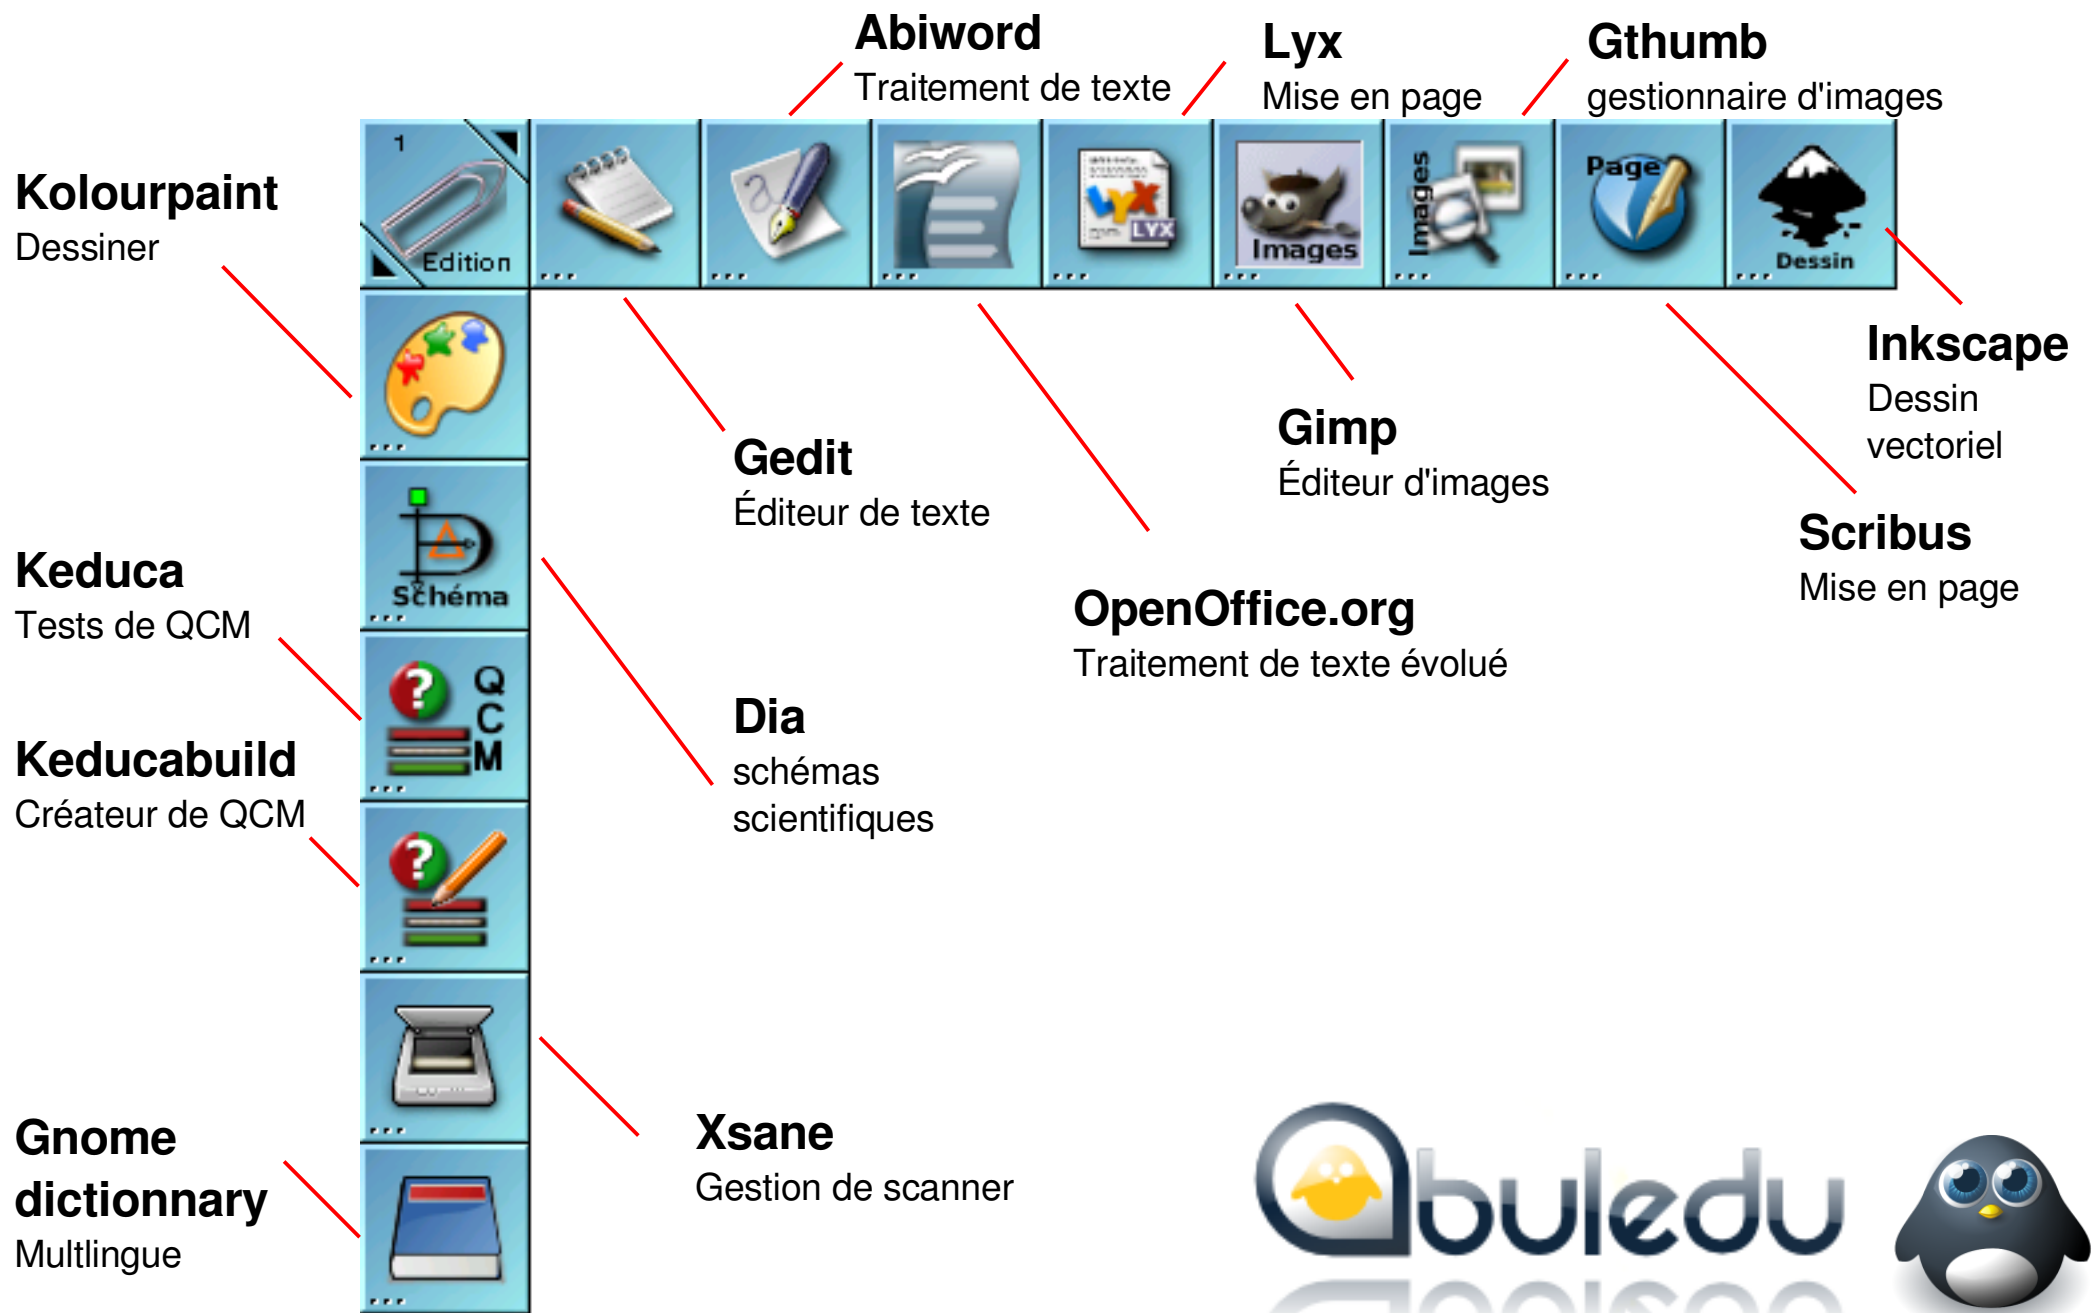 Abiword
Traitement de texte
Lyx
Mise en page
Gthumb
gestionnaire d'images
Kolourpaint
Dessiner
1
Edition
LYX
LYX
Images
Images
Page
Dessin
Inkscape
Dessin
vectoriel
Gedit
Éditeur de texte
Gimp
Éditeur d'images
Scribus
Mise en page
Schéma
Keduca
Tests de QCM
OpenOffice.org
Traitement de texte évolué
?
Q
C
M
Dia
schémas
scientifiques
Keducabuild
Créateur de QCM
?
Xsane
Gestion de scanner
Gnome
dictionnary
Multlingue
abuledu